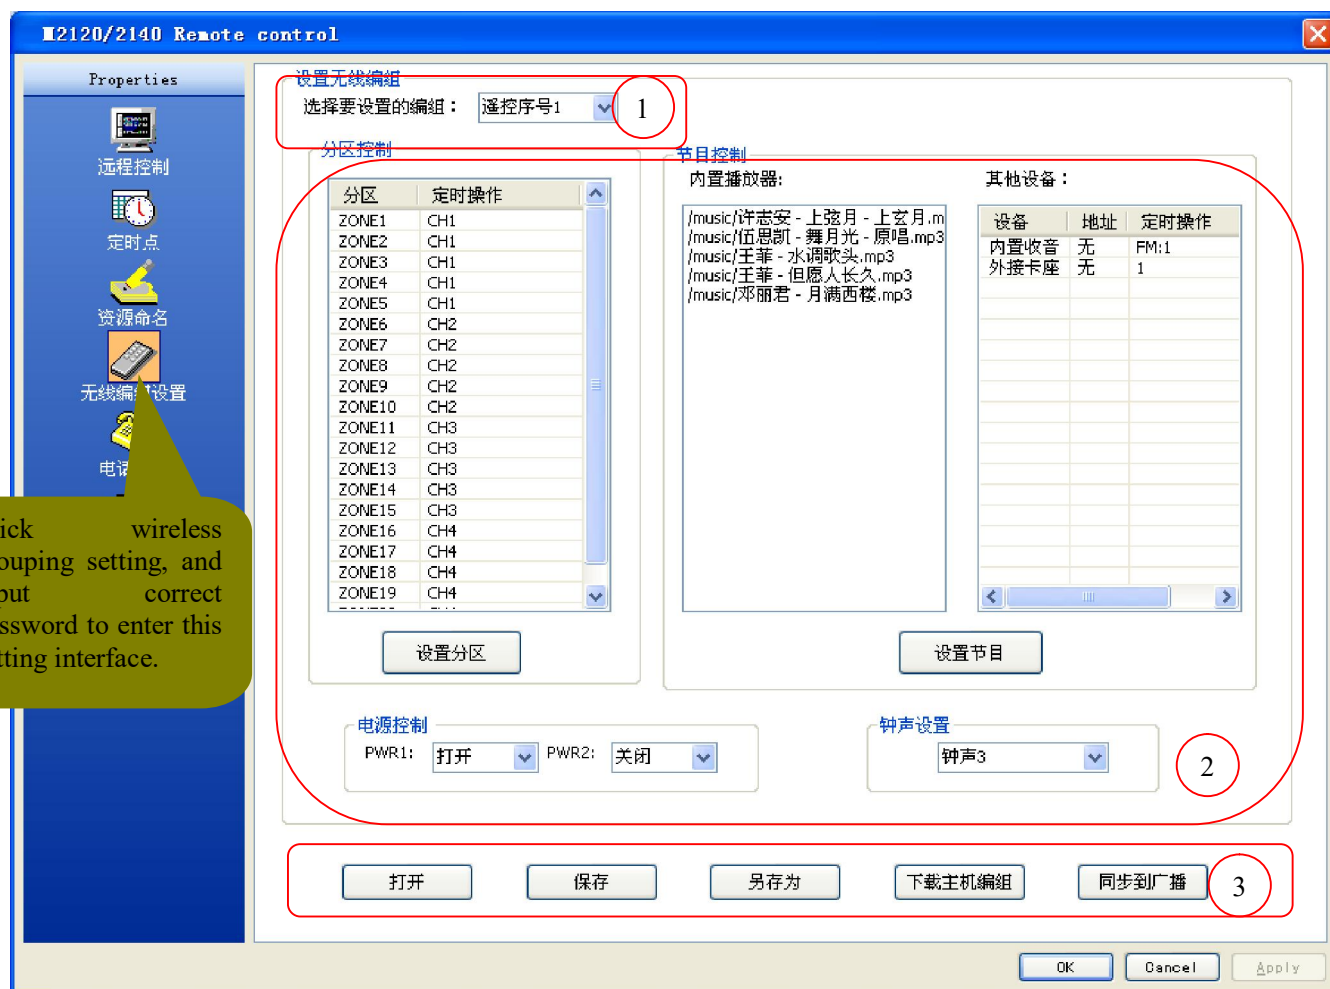 M2120/2140 Remote control
Properties
远程控制
定时点
资源命名
无线编组设置
wireless
setting, and
correct
to enter this
interface.
设置无线编组
选择要设置的编组：
遥控序号1
1
分区控制
分区 定时操作
ZONE1 CH1
ZONE2 CH1
ZONE3 CH1
ZONE4 CH1
ZONE5 CH1
ZONE6 CH2
ZONE7 CH2
ZONE8 CH2
ZONE9 CH2
ZONE10 CH2
ZONE11 CH3
ZONE12 CH3
ZONE13 CH3
ZONE14 CH3
ZONE15 CH3
ZONE16 CH4
ZONE17 CH4
ZONE18 CH4
ZONE19 CH4
设置分区
节目控制
内置播放器:
/music/许志安 - 上弦月 - 上玄月.m
/music/伍思凯 - 舞月光 - 原唱.mp3
/music/王菲 - 水调歌头.mp3
/music/王菲 - 但愿人长久.mp3
/music/邓丽君 - 月满西楼.mp3
其他设备：
设备 地址 定时操作
内置收音 无 FM:1
外接卡座 无 1
设置节目
电源控制
PWR1: 打开 PWR2: 关闭
钟声设置
钟声3
2
打开 保存 另存为 下载主机编组 同步到广播
3
OK Cancel Apply